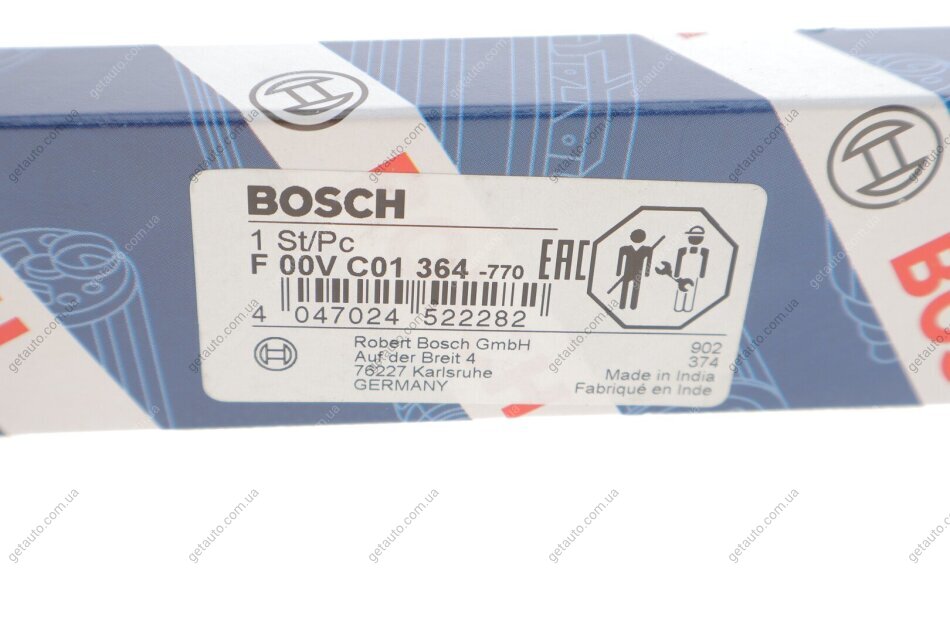 BOSCH
1 St/Pc
F 00V C01 364 -770
EAC
4 047024 522282
Robert Bosch GmbH
Auf der Breit 4
76227 Karlsruhe
GERMANY
902
374
Made in India
Fabriqué en Inde
BO
getauto.com.ua